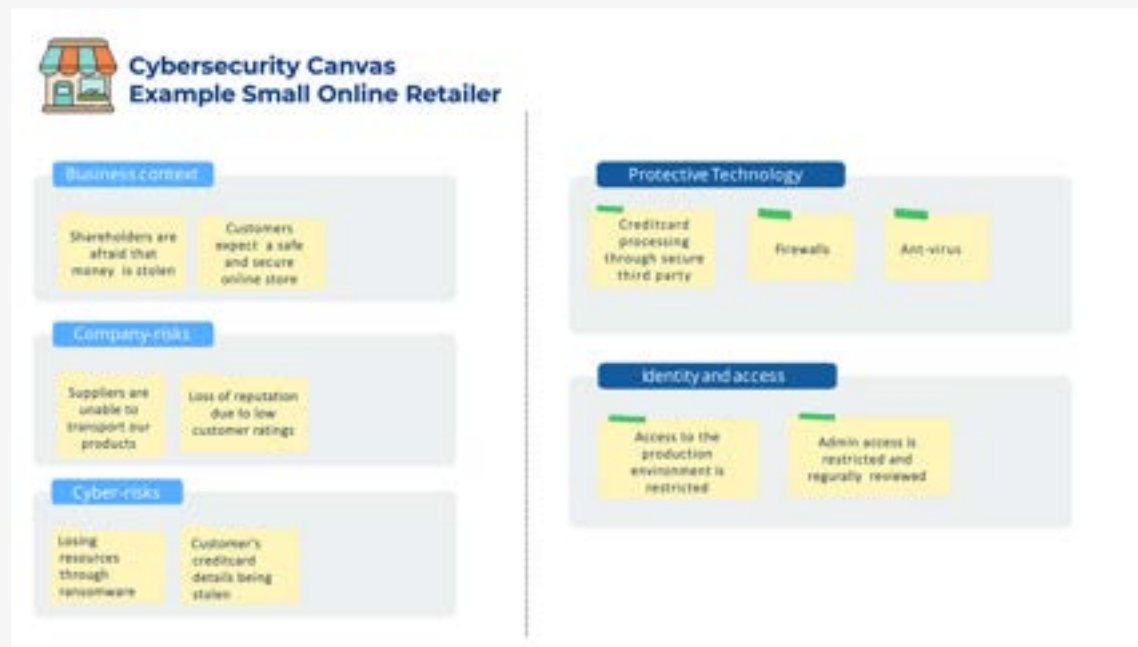 Cybersecurity Canvas
Example Small Online Retailer
Business context
Shareholders are
afraid that
money is stolen
Customers
expect a safe
and secure
online store
Company-risks
Suppliers are
unable to
transport our
products
Loss of reputation
due to low
customer ratings
Cyber-risks
Losing
resources
through
ransomware
Customer's
creditcard
details being
stolen
Protective Technology
Creditcard
processing
through secure
third party
Firewalls
Ant-virus
Identity and access
Access to the
production
environment is
restricted
Admin access is
restricted and
regurally reviewed